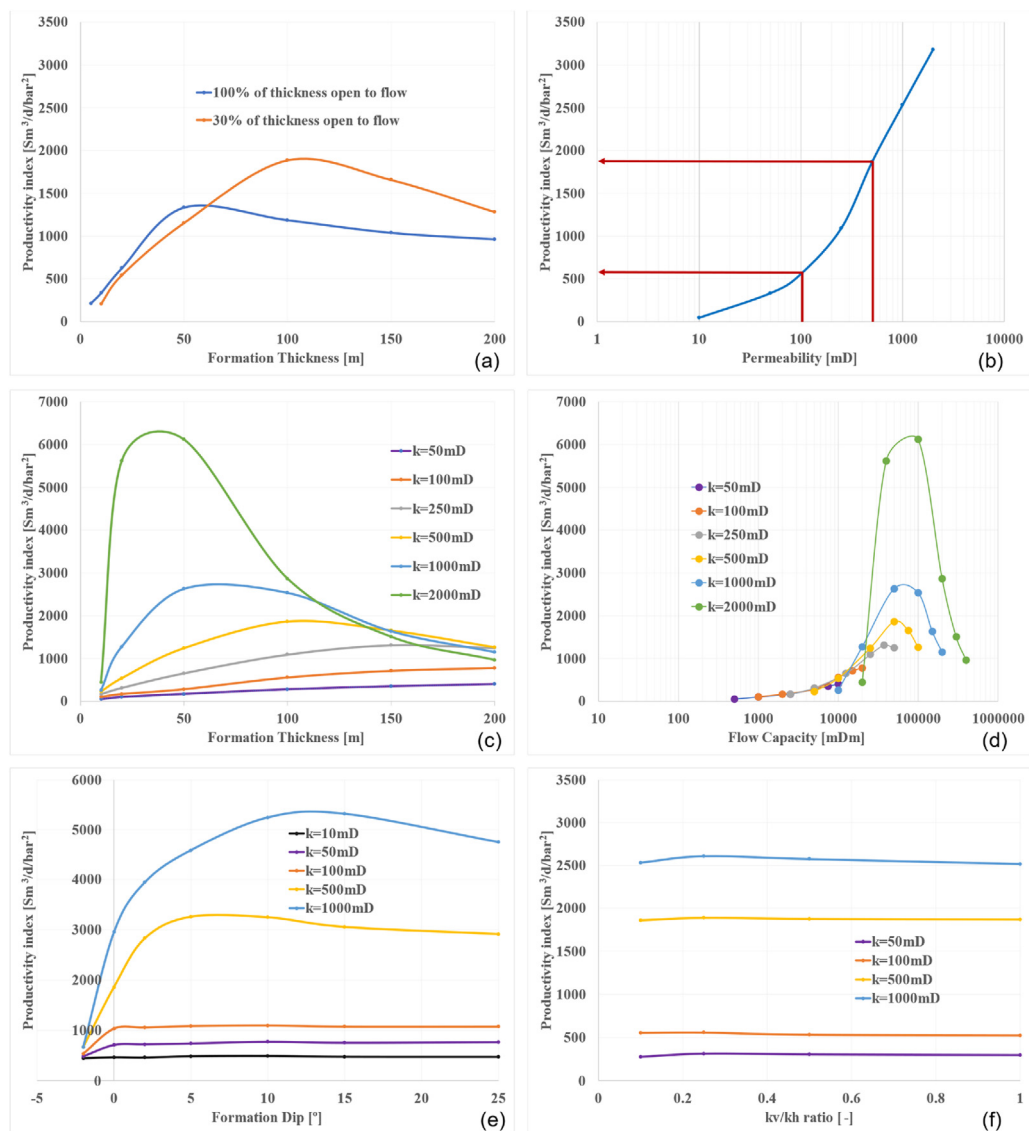 3500
3000
2500
2000
1500
1000
500
0
Productivity index [Sm³/d/bar²]
100% of thickness open to flow
30% of thickness open to flow
0 50 100 150 200
Formation Thickness [m]
(a)
3500
3000
2500
2000
1500
1000
500
0
Productivity index [Sm³/d/bar²]
1 10 100 1000 10000
Permeability [mD]
(b)
7000
6000
5000
4000
3000
2000
1000
0
Productivity index [Sm³/d/bar²]
k=50mD
k=100mD
k=250mD
k=500mD
k=1000mD
k=2000mD
0 50 100 150 200
Formation Thickness [m]
(c)
7000
6000
5000
4000
3000
2000
1000
0
Productivity index [Sm³/d/bar²]
k=50mD
k=100mD
k=250mD
k=500mD
k=1000mD
k=2000mD
10 100 1000 10000 100000 1000000
Flow Capacity [mDm]
(d)
6000
5000
4000
3000
2000
1000
0
Productivity index [Sm³/d/bar²]
k=10mD
k=50mD
k=100mD
k=500mD
k=1000mD
-5 0 5 10 15 20 25
Formation Dip [º]
(e)
3500
3000
2500
2000
1500
1000
500
0
Productivity index [Sm³/d/bar²]
k=50mD
k=100mD
k=500mD
k=1000mD
0 0.2 0.4 0.6 0.8 1
kv/kh ratio [-]
(f)